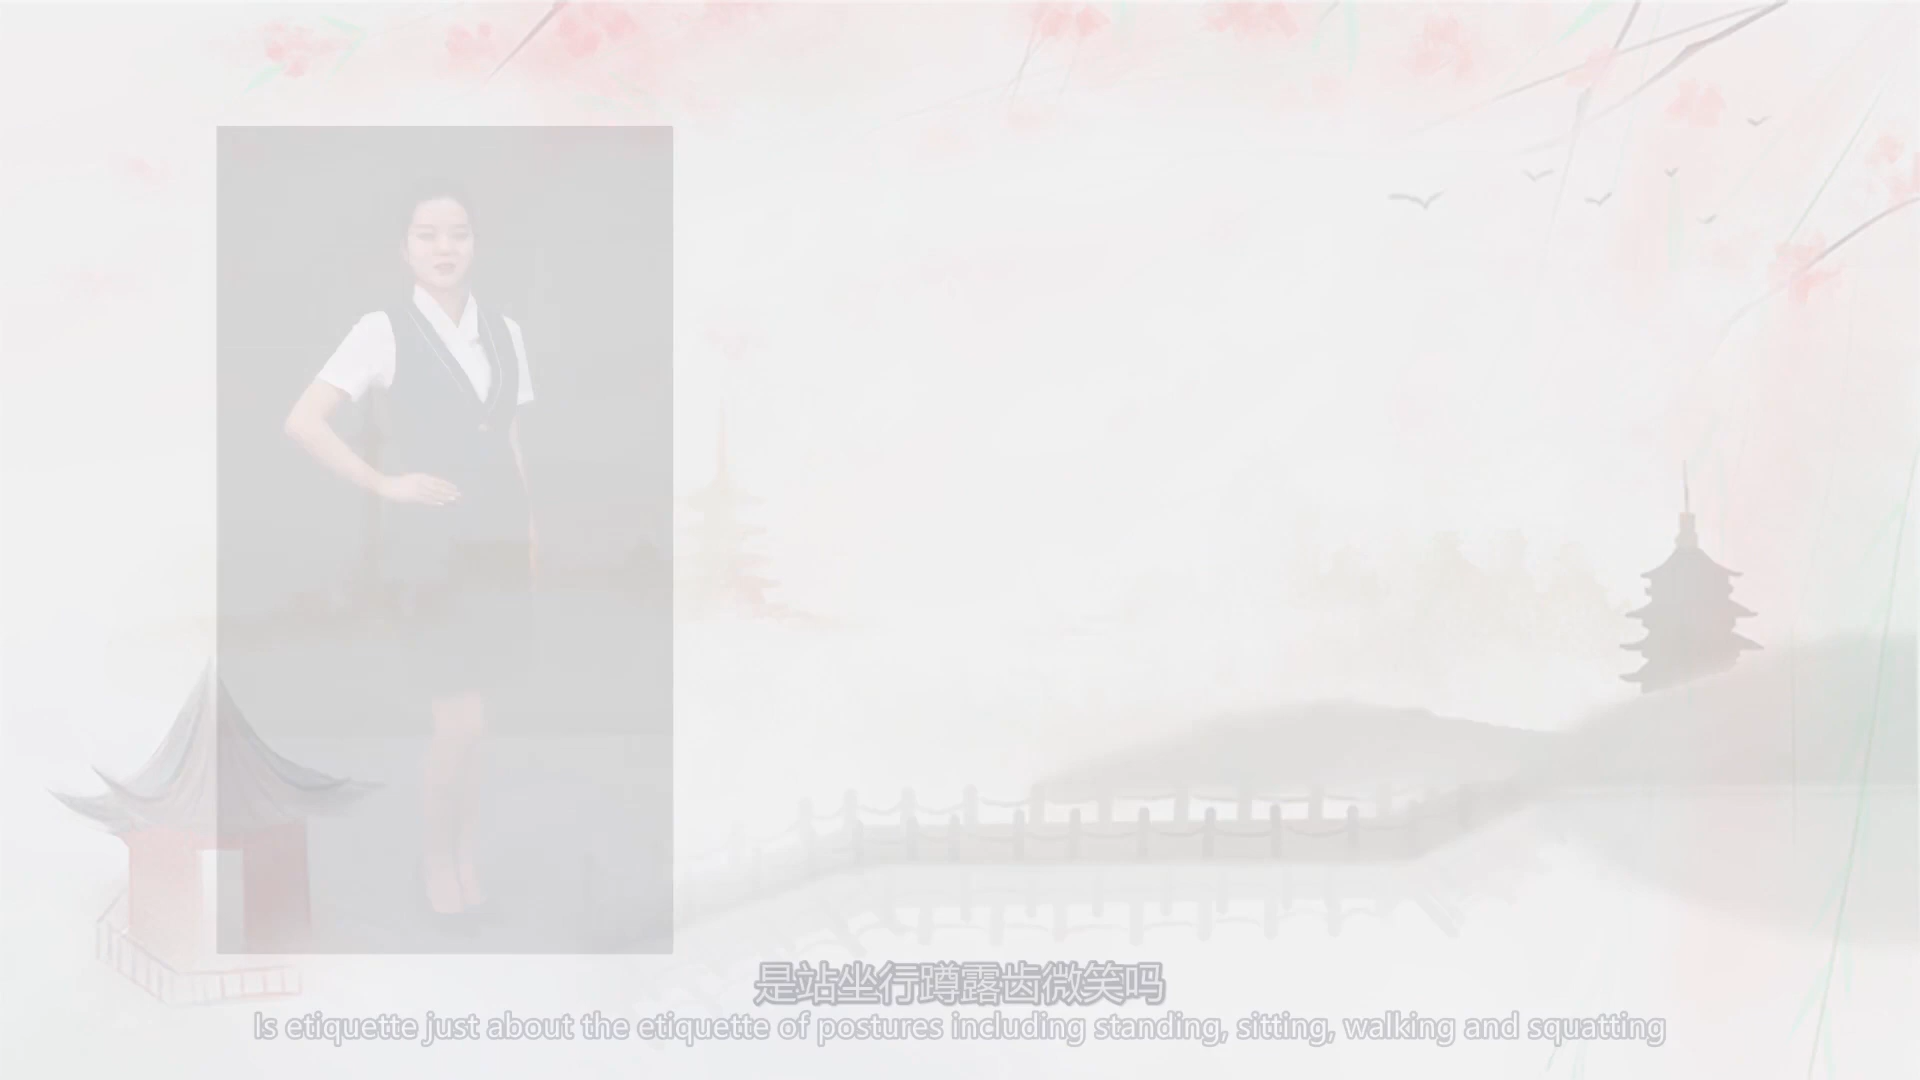 是站坐行蹲露齿微笑吗
Is etiquette just about the etiquette of postures including standing, sitting, walking and squatting